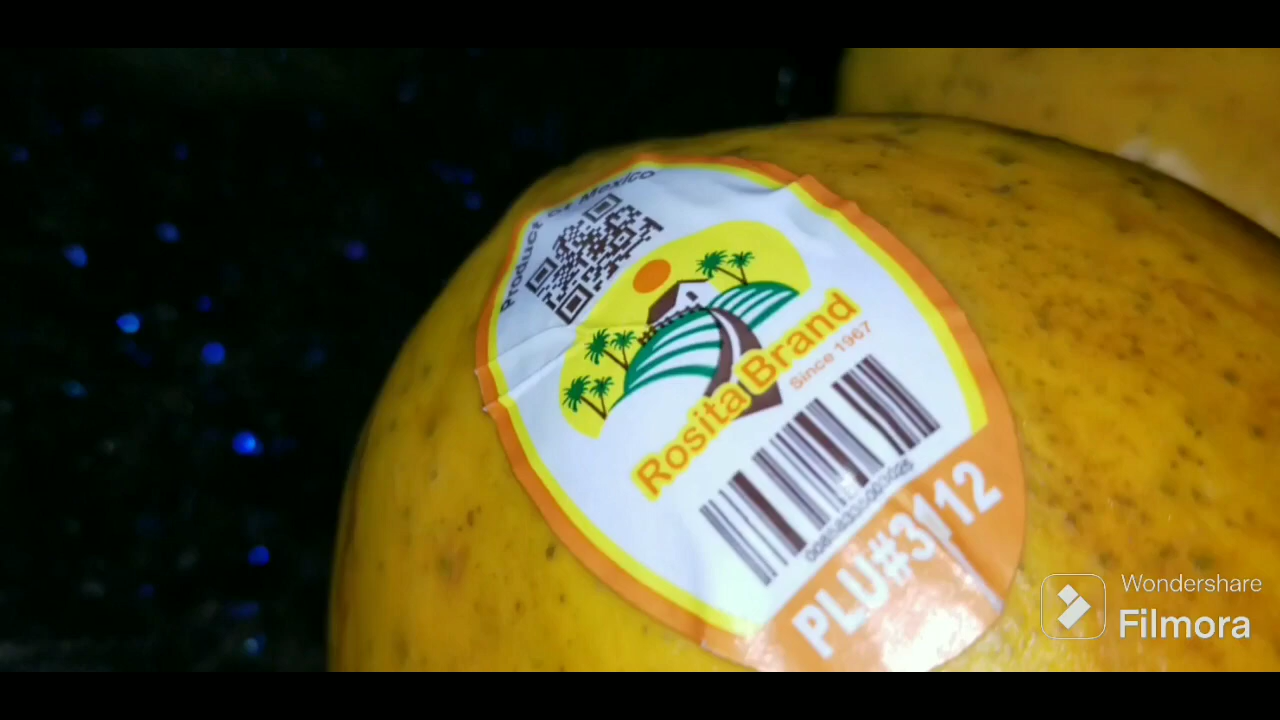 Product of Mexico
Rosita Brand
Since 1967
PLU#3112
Wondershare
Filmora